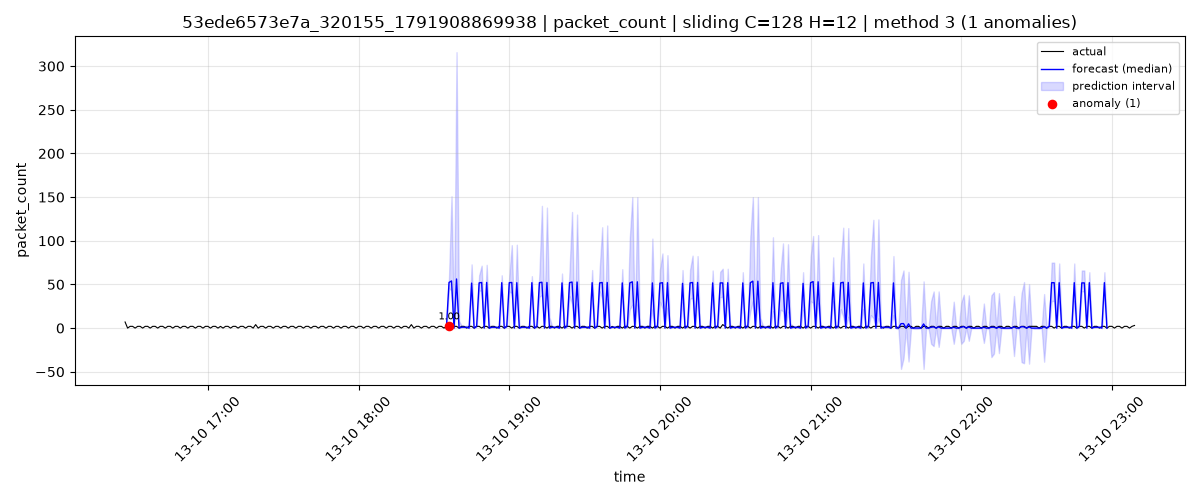 53ede6573e7a_320155_1791908869938 | packet_count | sliding C=128 H=12 | method 3 (1 anomalies)
actual
forecast (median)
prediction interval
anomaly (1)
packet_count
300
250
200
150
100
50
0
−50
1.00
13-10 17:00
13-10 18:00
13-10 19:00
13-10 20:00
13-10 21:00
13-10 22:00
13-10 23:00
time